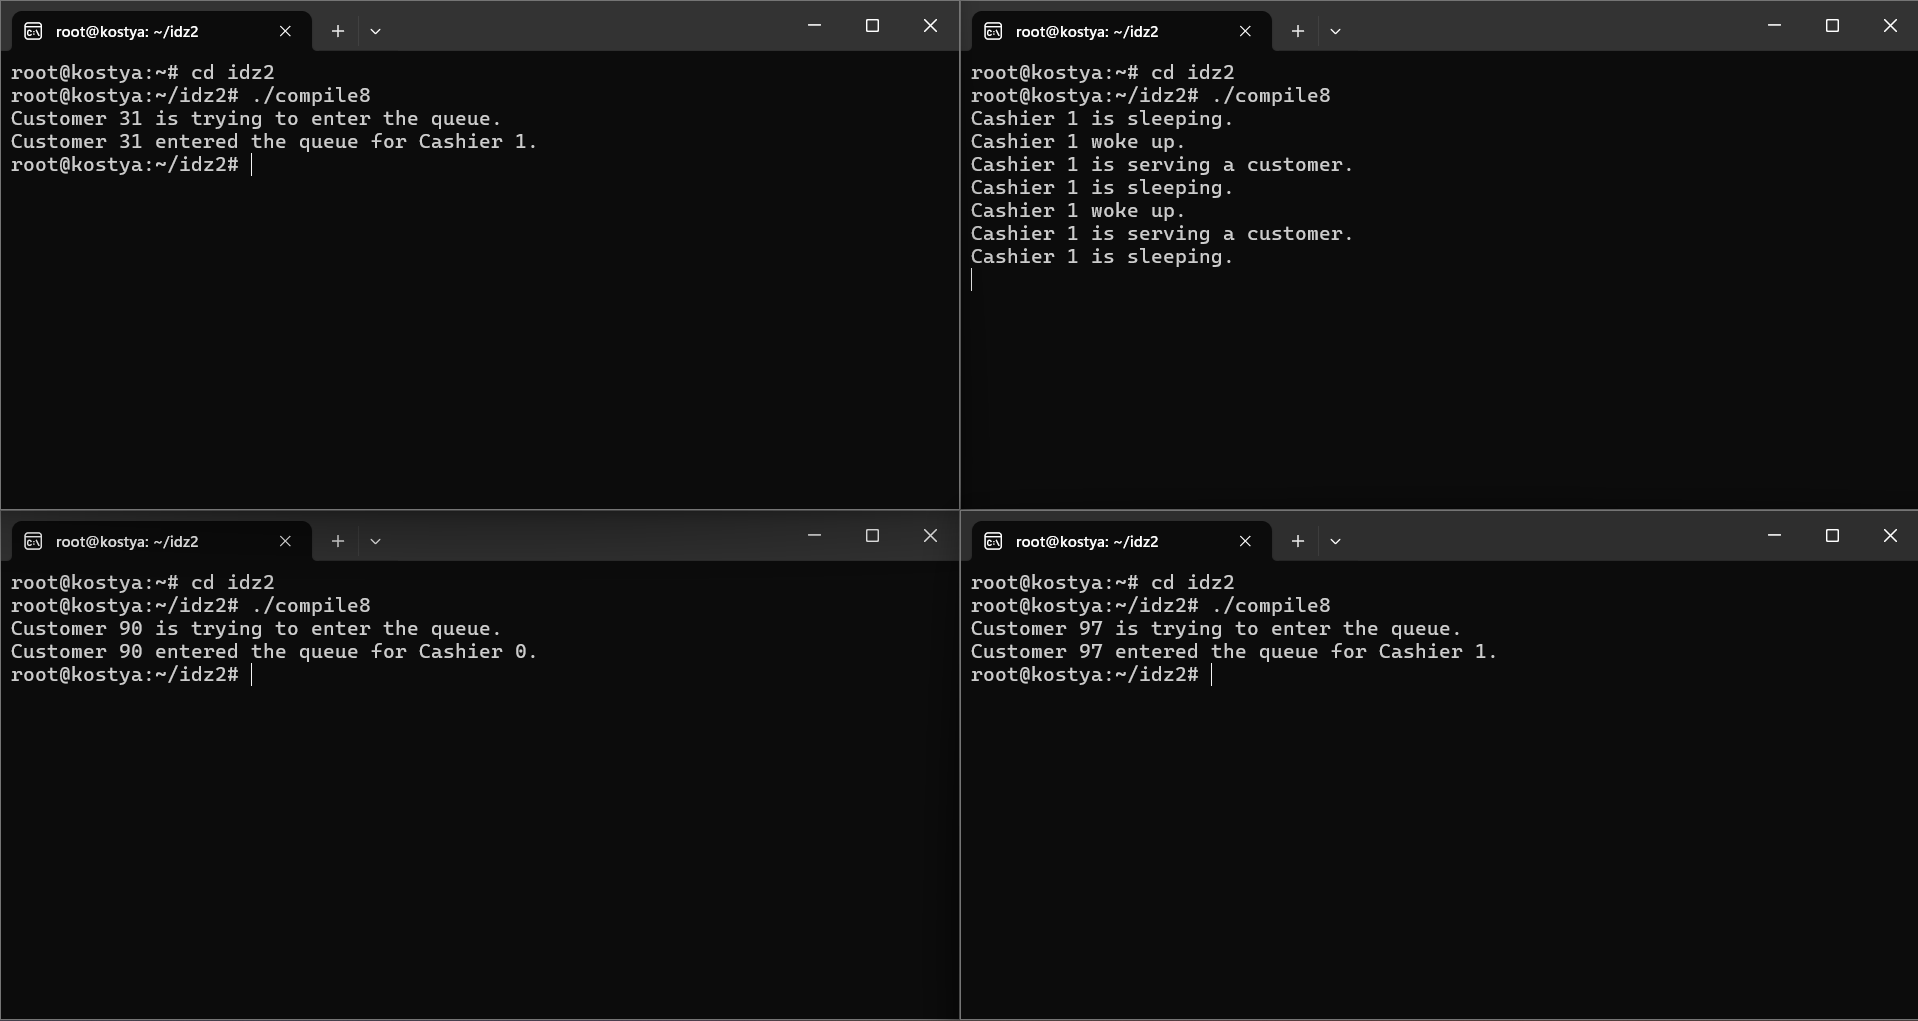 root@kostya: ~/idz2
root@kostya:~# cd idz2
root@kostya:~/idz2# ./compile8
Customer 31 is trying to enter the queue.
Customer 31 entered the queue for Cashier 1.
root@kostya:~/idz2#
root@kostya: ~/idz2
root@kostya:~# cd idz2
root@kostya:~/idz2# ./compile8
Cashier 1 is sleeping.
Cashier 1 woke up.
Cashier 1 is serving a customer.
Cashier 1 is sleeping.
Cashier 1 woke up.
Cashier 1 is serving a customer.
Cashier 1 is sleeping.
root@kostya: ~/idz2
root@kostya:~# cd idz2
root@kostya:~/idz2# ./compile8
Customer 90 is trying to enter the queue.
Customer 90 entered the queue for Cashier 0.
root@kostya:~/idz2#
root@kostya: ~/idz2
root@kostya:~# cd idz2
root@kostya:~/idz2# ./compile8
Customer 97 is trying to enter the queue.
Customer 97 entered the queue for Cashier 1.
root@kostya:~/idz2#